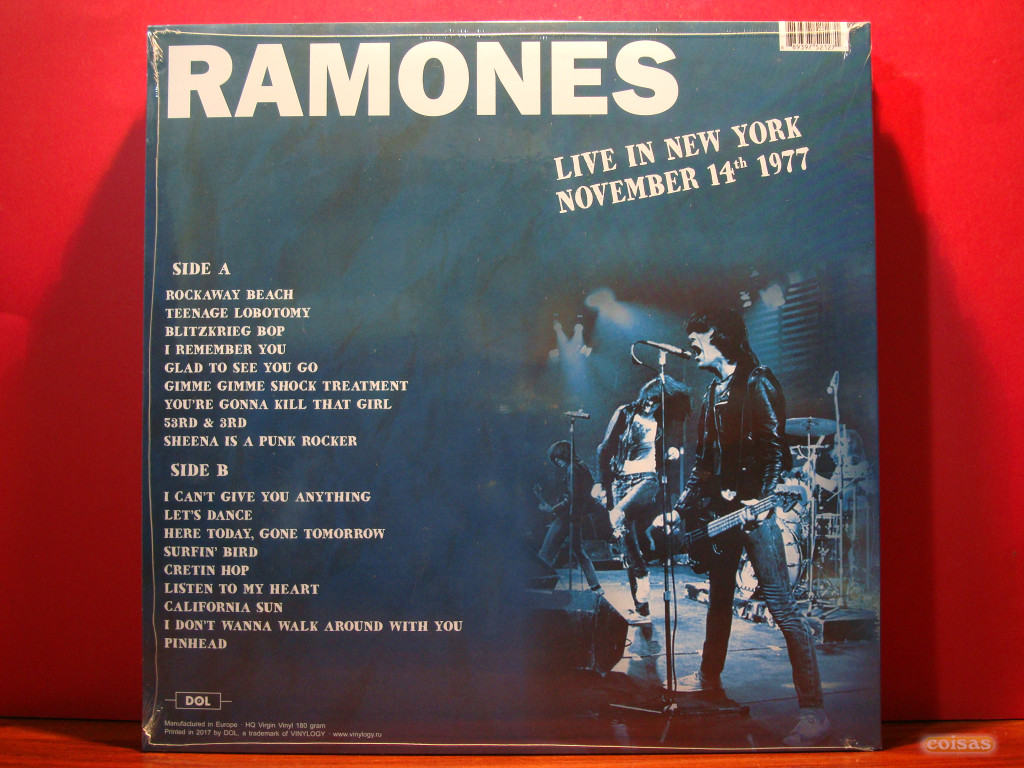 RAMONES
LIVE IN NEW YORK
NOVEMBER 14th 1977
SIDE A
ROCKAWAY BEACH
TEENAGE LOBOTOMY
BLITZKRIEG BOP
I REMEMBER YOU
GLAD TO SEE YOU GO
GIMME GIMME SHOCK TREATMENT
YOU'RE GONNA KILL THAT GIRL
53RD & 3RD
SHEENA IS A PUNK ROCKER
SIDE B
I CAN'T GIVE YOU ANYTHING
LET'S DANCE
HERE TODAY, GONE TOMORROW
SURFIN' BIRD
CRETIN HOP
LISTEN TO MY HEART
CALIFORNIA SUN
I DON'T WANNA WALK AROUND WITH YOU
PINHEAD
DOL
Manufactured in Europe · HQ Virgin Vinyl 180 gram
Printed in 2017 by DOL, a trademark of VINYLOGY · www.vinylogy.ru
coisas